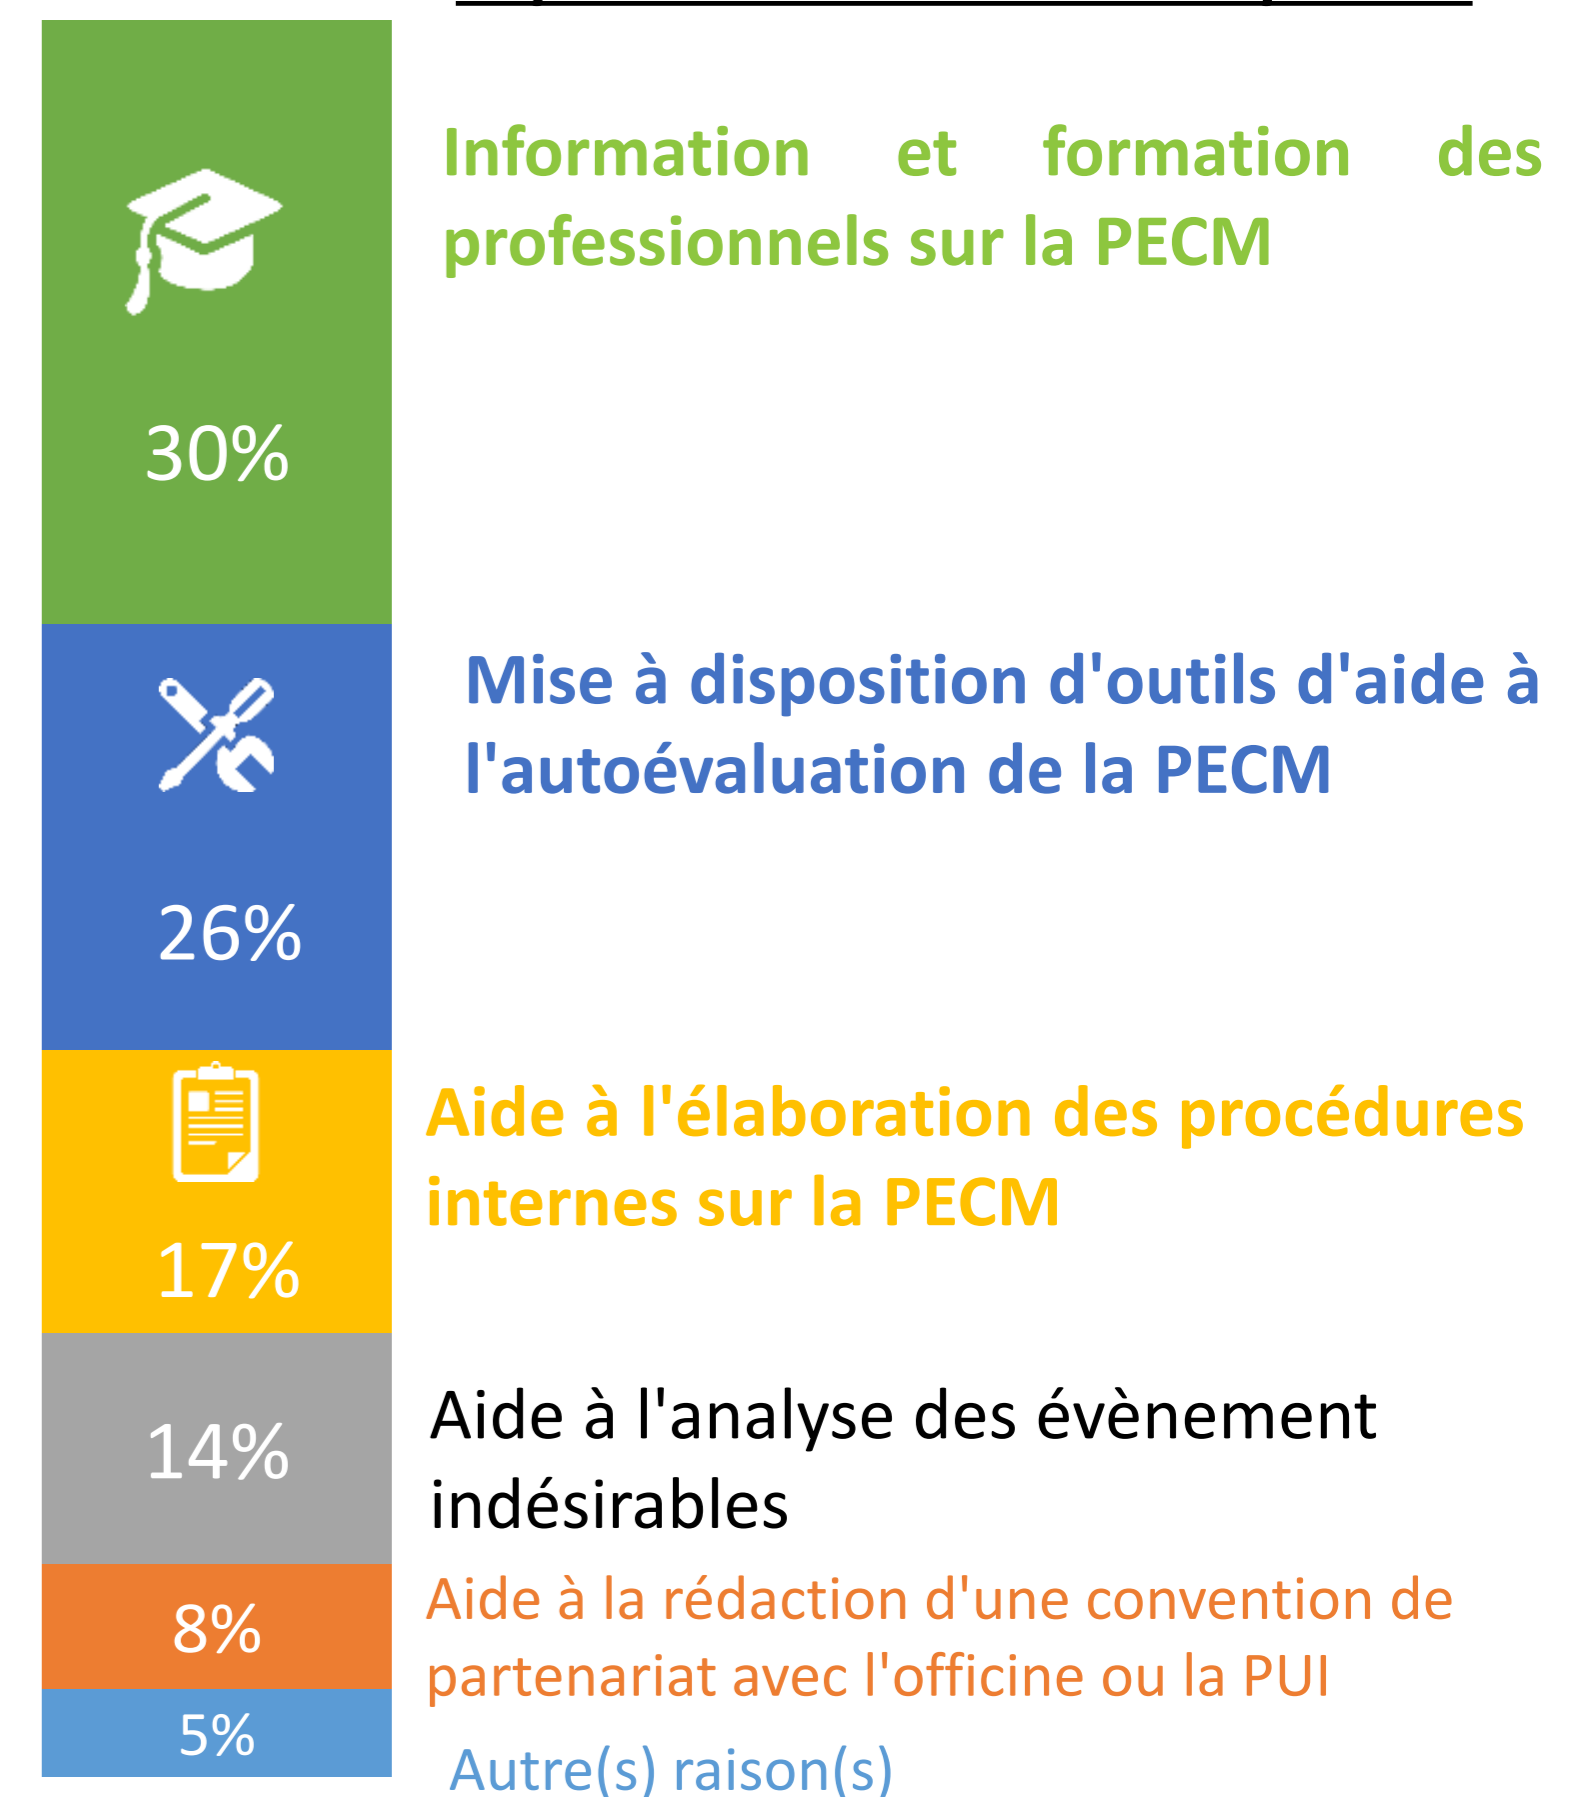 Information et formation des
professionnels sur la PECM
30%
Mise à disposition d'outils d'aide à
l'autoévaluation de la PECM
26%
Aide à l'élaboration des procédures
internes sur la PECM
17%
Aide à l'analyse des évènement
indésirables
14%
Aide à la rédaction d'une convention de
partenariat avec l'officine ou la PUI
8%
Autre(s) raison(s)
5%